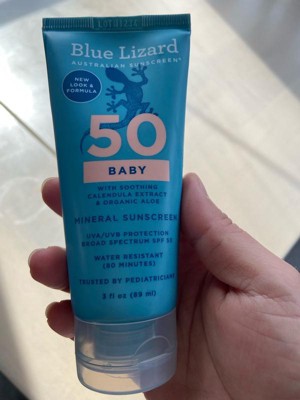 Blue Lizard
AUSTRALIAN SUNSCREEN
NEW
LOOK &
FORMULA
50
BABY
WITH SOOTHING
CALENDULA EXTRACT
& ORGANIC ALOE
MINERAL SUNSCREEN
UVA/UVB PROTECTION
BROAD SPECTRUM SPF 50
WATER RESISTANT
(80 MINUTES)
TRUSTED BY PEDIATRICIANS
3 fl oz (89 ml)